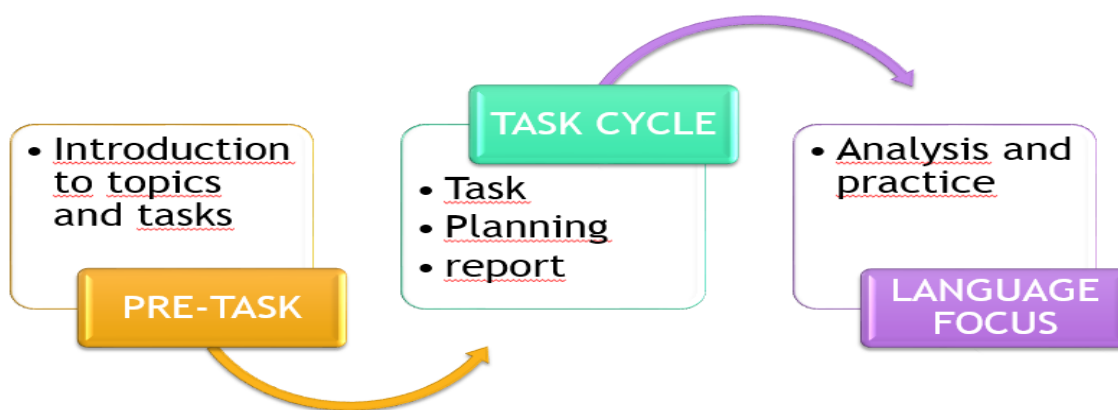 • Introduction
to topics
and tasks
PRE-TASK
TASK CYCLE
• Task
• Planning
• report
• Analysis and
practice
LANGUAGE
FOCUS